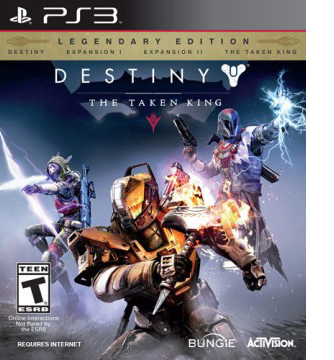 PS3
LEGENDARY EDITION
DESTINY EXPANSION I EXPANSION II THE TAKEN KING
DESTINY
THE TAKEN KING
TEEN
T
ESRB
Online Interactions
Not Rated by
the ESRB
REQUIRES INTERNET
BUNGiE ACTIVISION.